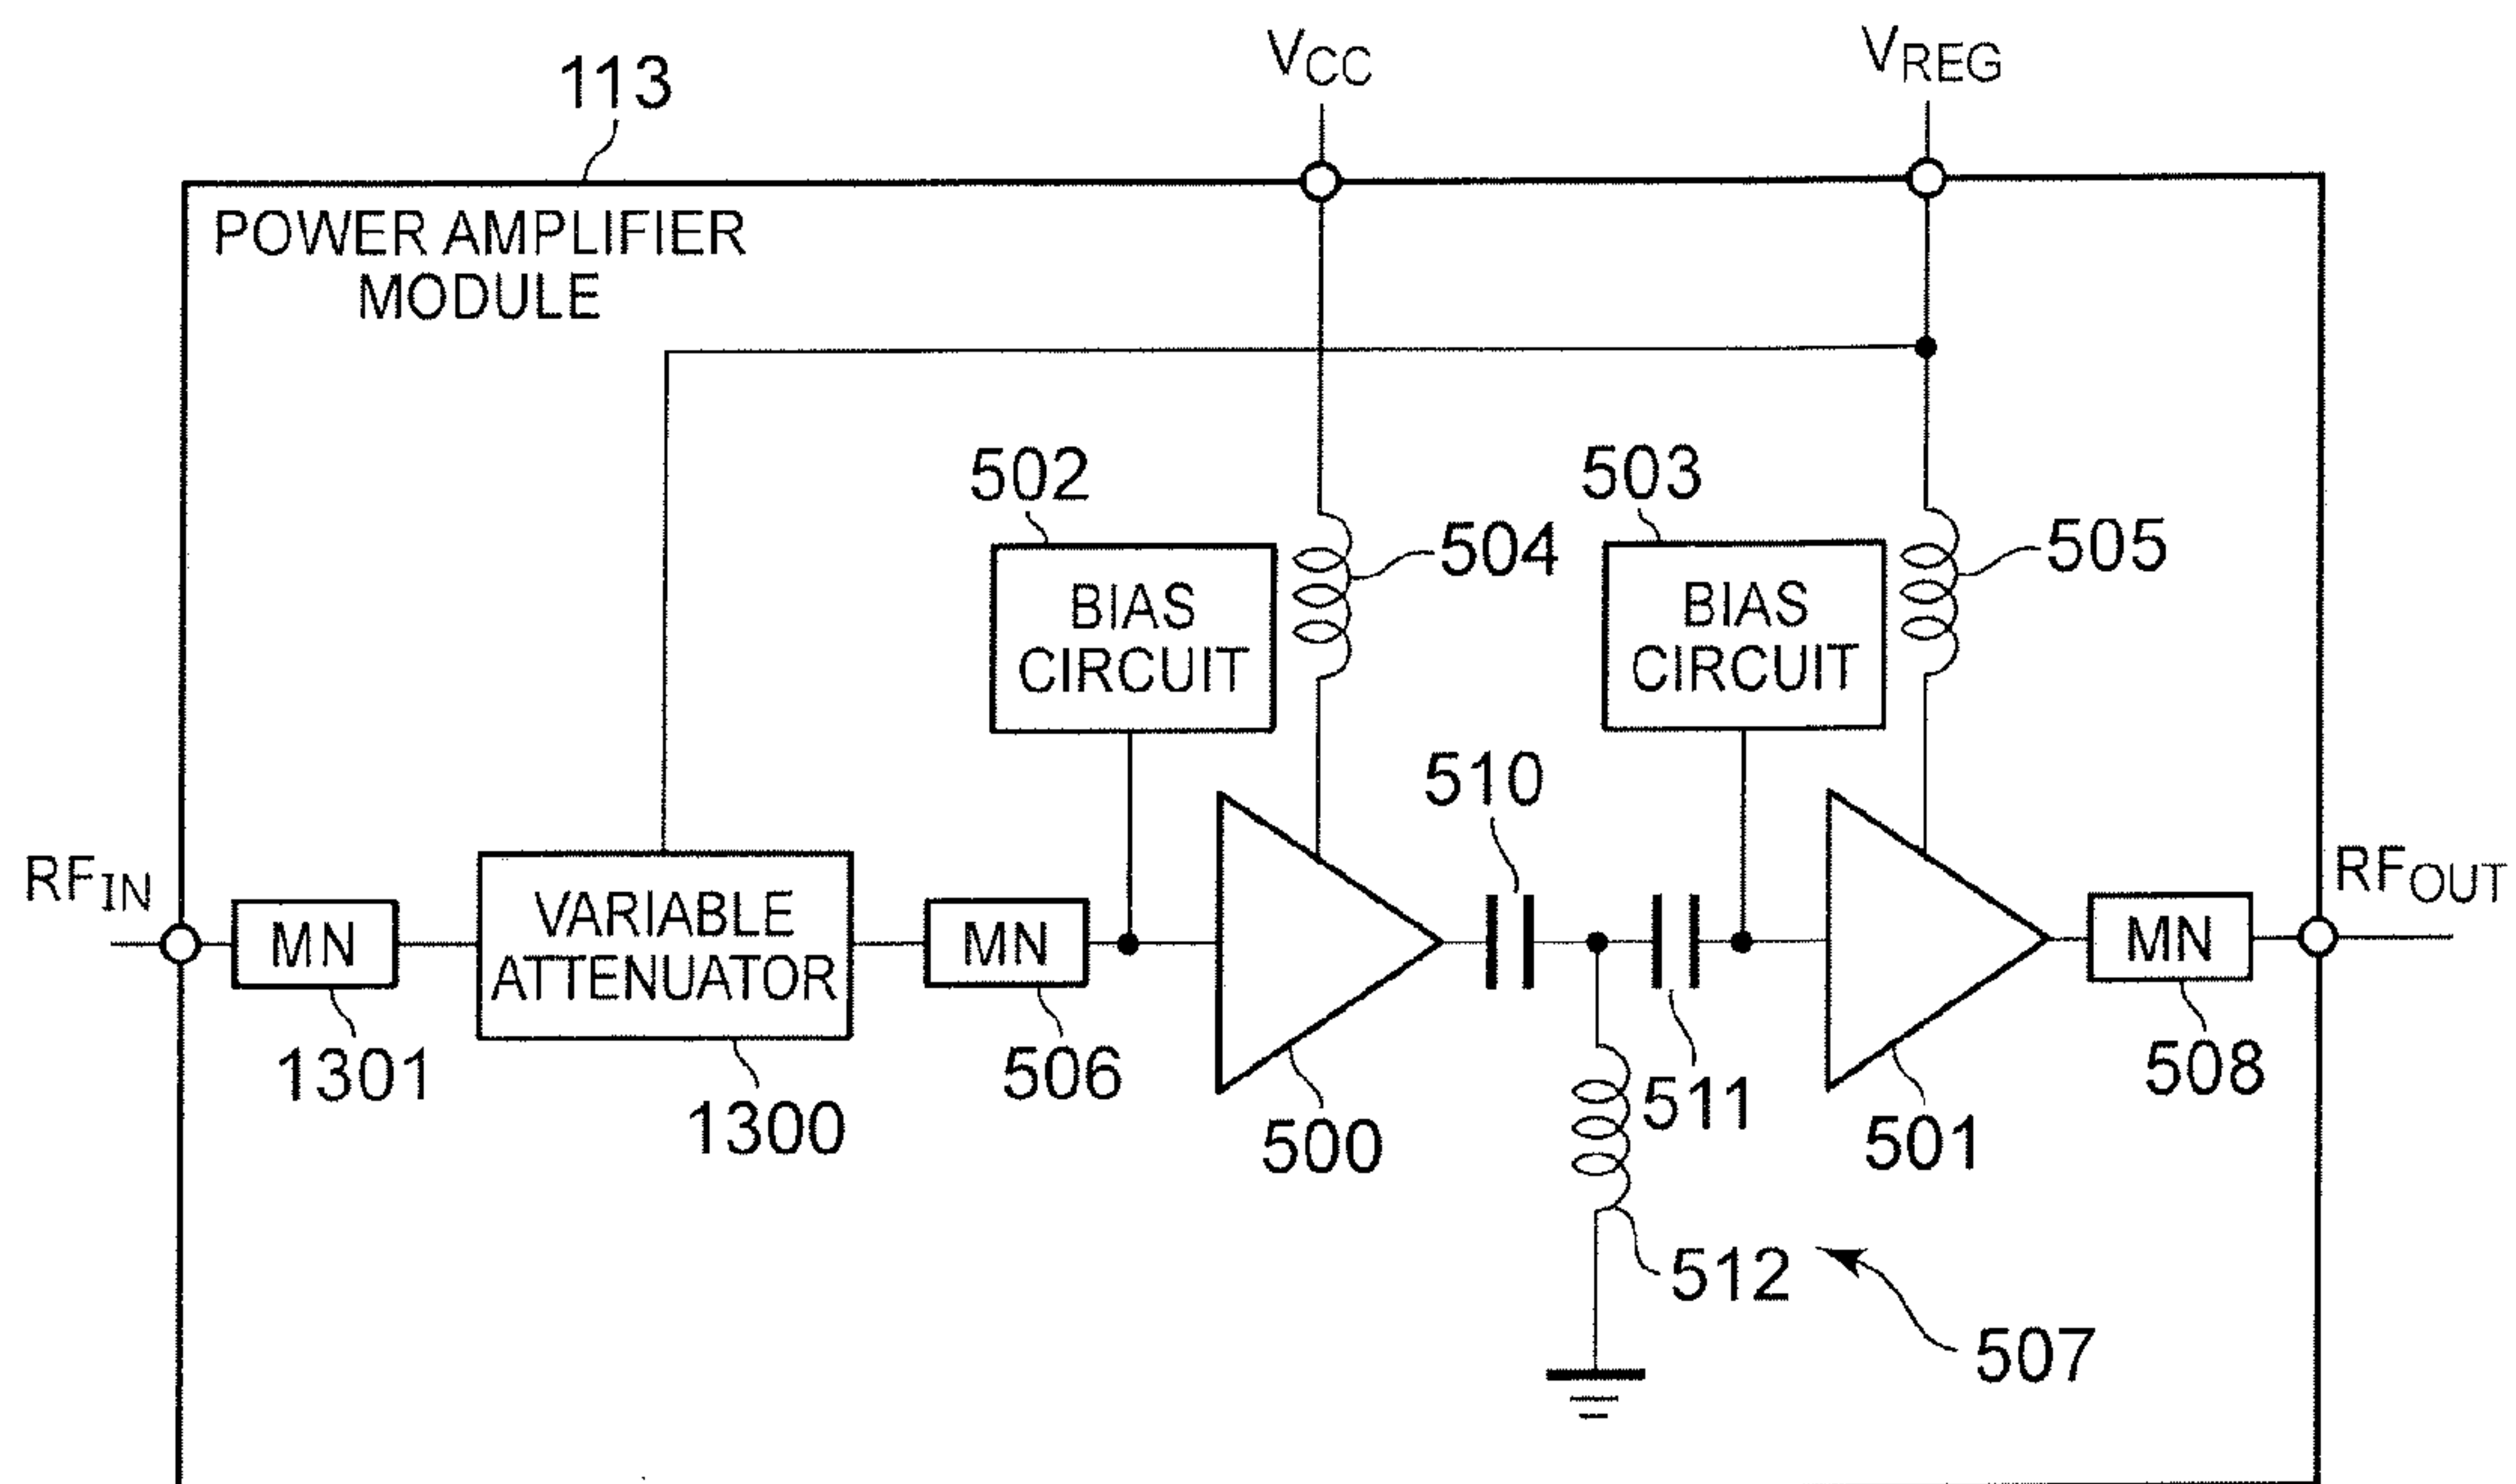 113
VCC
VREG
POWER AMPLIFIER
MODULE
502
503
504
505
BIAS
CIRCUIT
BIAS
CIRCUIT
510
RFIN
MN
VARIABLE
ATTENUATOR
MN
MN
RFOUT
1301
1300
506
500
511
501
508
512
507